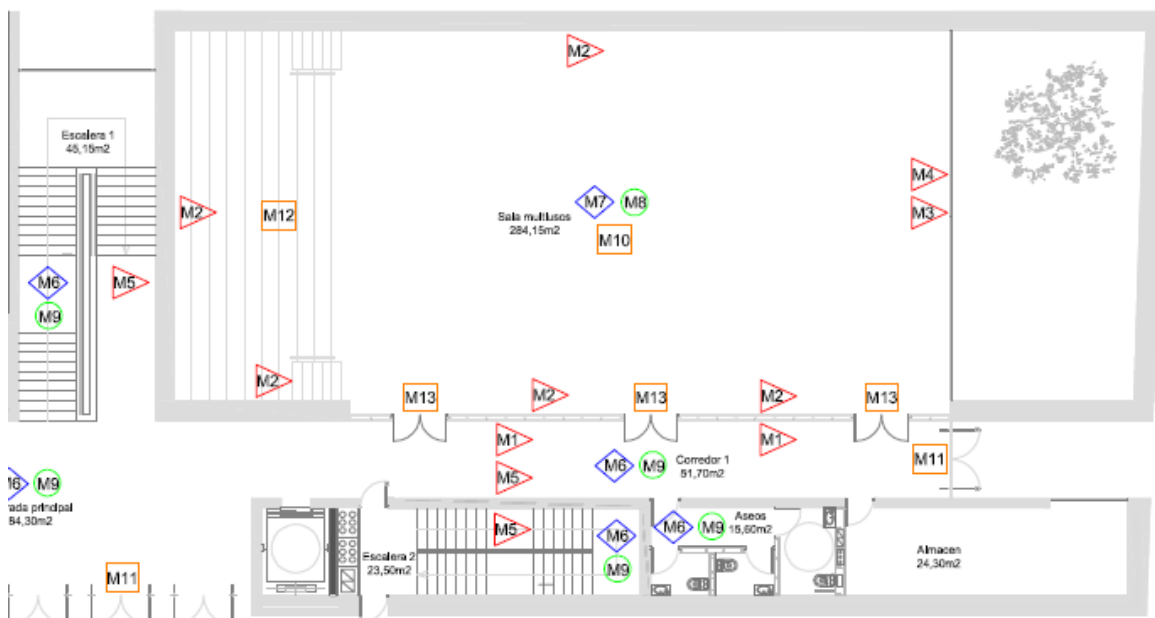 M2
Escalera 1
45,15m2
M4
M2
M12
Sala multiusos
284,15m2
M7
M8
M3
M10
M6
M5
M9
M2
M13
M2
M13
M2
M13
M1
M1
M5
M6
M9
Corredor 1
51,70m2
M11
M6
M9
rada principal
84,30m2
M5
M6
M6
M9
Aseos
15,60m2
Escalera 2
23,50m2
M9
Almacen
24,30m2
M11